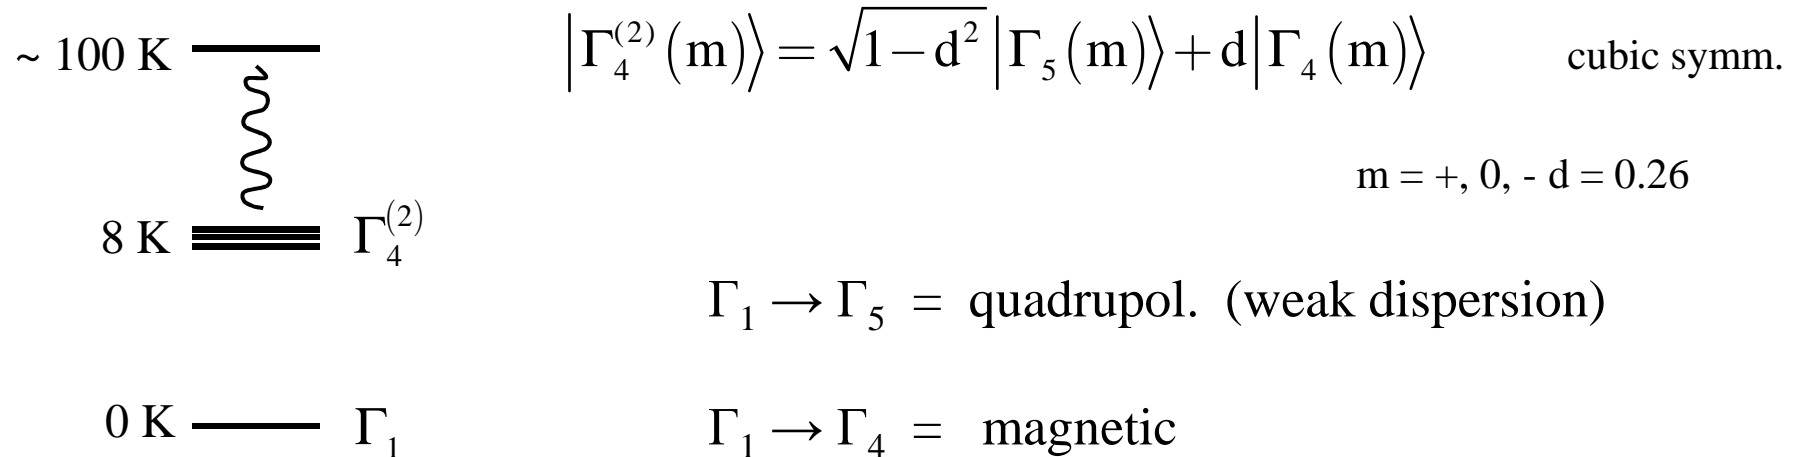 ~ 100 K |Γ₄⁽²⁾(m)⟩ = √(1−d²) |Γ₅(m)⟩ + d|Γ₄(m)⟩ cubic symm.
m = +, 0, - d = 0.26
8 K Γ₄⁽²⁾
Γ₁ → Γ₅ = quadrupol. (weak dispersion)
0 K Γ₁ Γ₁ → Γ₄ = magnetic